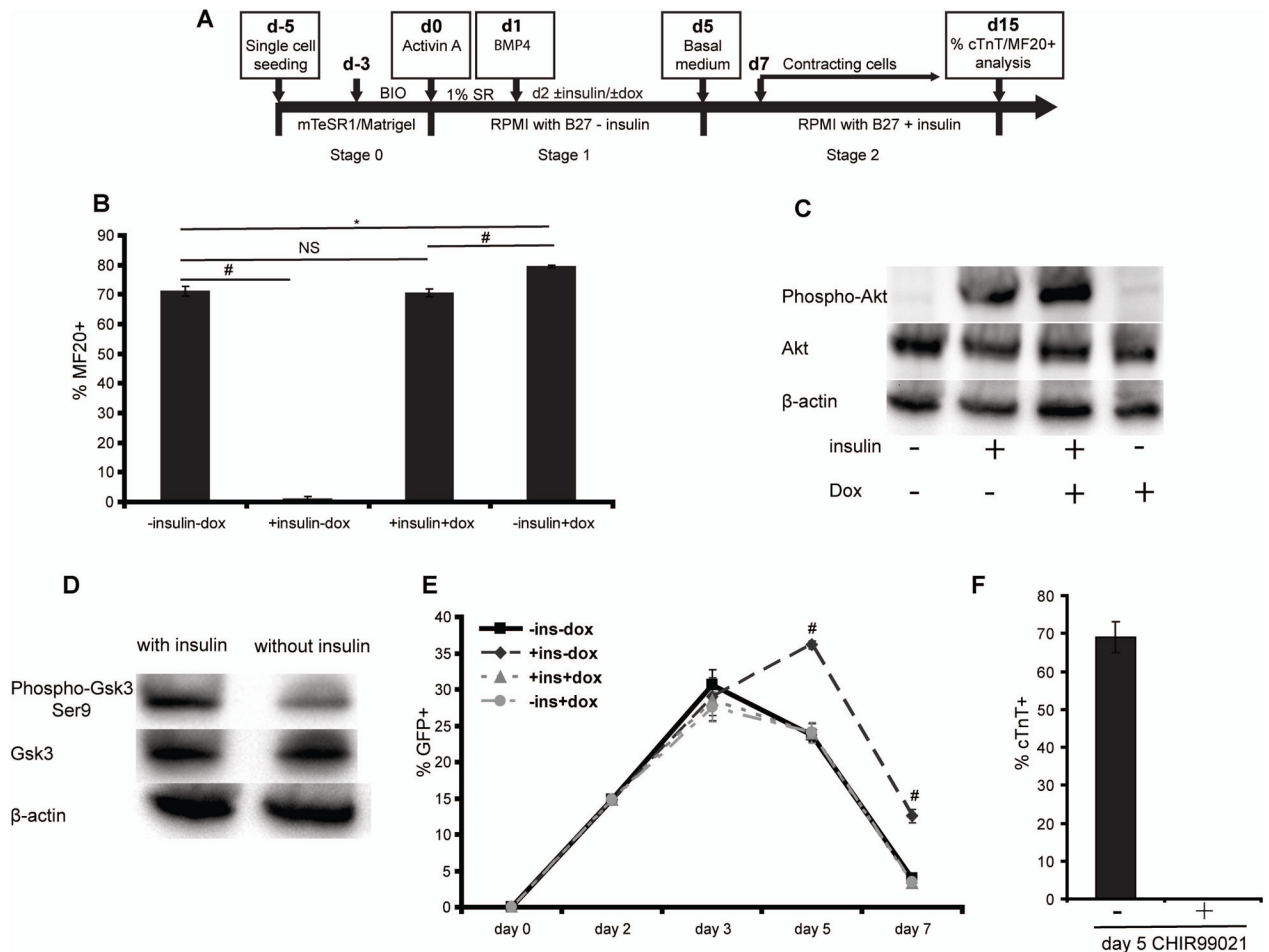 A
d-5
Single cell
seeding
d-3
BIO
d0
Activin A
1% SR
d1
BMP4
d2 ±insulin/±dox
d5
Basal
medium
d7
Contracting cells
d15
% cTnT/MF20+
analysis
mTeSR1/Matrigel
RPMI with B27 - insulin
RPMI with B27 + insulin
Stage 0
Stage 1
Stage 2
B
% MF20+
90
80
70
60
50
40
30
20
10
0
*
NS
#
#
-insulin-dox
+insulin-dox
+insulin+dox
-insulin+dox
C
Phospho-Akt
Akt
β-actin
insulin - + + -
Dox - - + +
D
with insulin without insulin
Phospho-Gsk3
Ser9
Gsk3
β-actin
E
% GFP+
40
35
30
25
20
15
10
5
0
-ins-dox
+ins-dox
+ins+dox
-ins+dox
#
#
day 0
day 2
day 3
day 5
day 7
F
% cTnT+
80
70
60
50
40
30
20
10
0
- +
day 5 CHIR99021